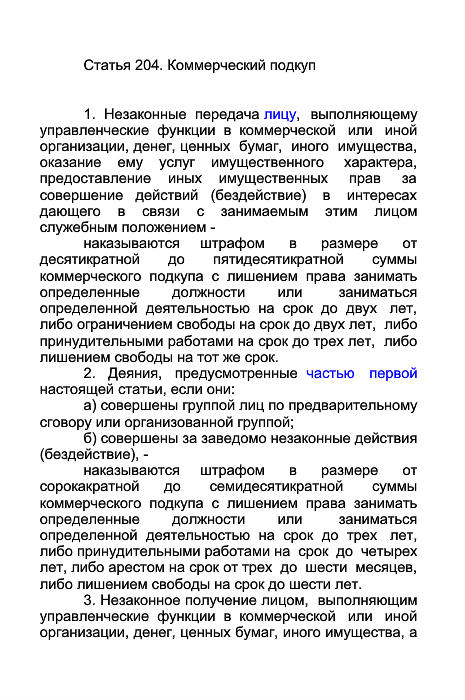 Статья 204. Коммерческий подкуп
1. Незаконные передача лицу, выполняющему
управленческие функции в коммерческой или иной
организации, денег, ценных бумаг, иного имущества,
оказание ему услуг имущественного характера,
предоставление иных имущественных прав за
совершение действий (бездействие) в интересах
дающего в связи с занимаемым этим лицом
служебным положением -
наказываются штрафом в размере от
десятикратной до пятидесятикратной суммы
коммерческого подкупа с лишением права занимать
определенные должности или заниматься
определенной деятельностью на срок до двух лет,
либо ограничением свободы на срок до двух лет, либо
принудительными работами на срок до трех лет, либо
лишением свободы на тот же срок.
2. Деяния, предусмотренные частью первой
настоящей статьи, если они:
а) совершены группой лиц по предварительному
сговору или организованной группой;
б) совершены за заведомо незаконные действия
(бездействие), -
наказываются штрафом в размере от
сорокакратной до семидесятикратной суммы
коммерческого подкупа с лишением права занимать
определенные должности или заниматься
определенной деятельностью на срок до трех лет,
либо принудительными работами на срок до четырех
лет, либо арестом на срок от трех до шести месяцев,
либо лишением свободы на срок до шести лет.
3. Незаконное получение лицом, выполняющим
управленческие функции в коммерческой или иной
организации, денег, ценных бумаг, иного имущества, а